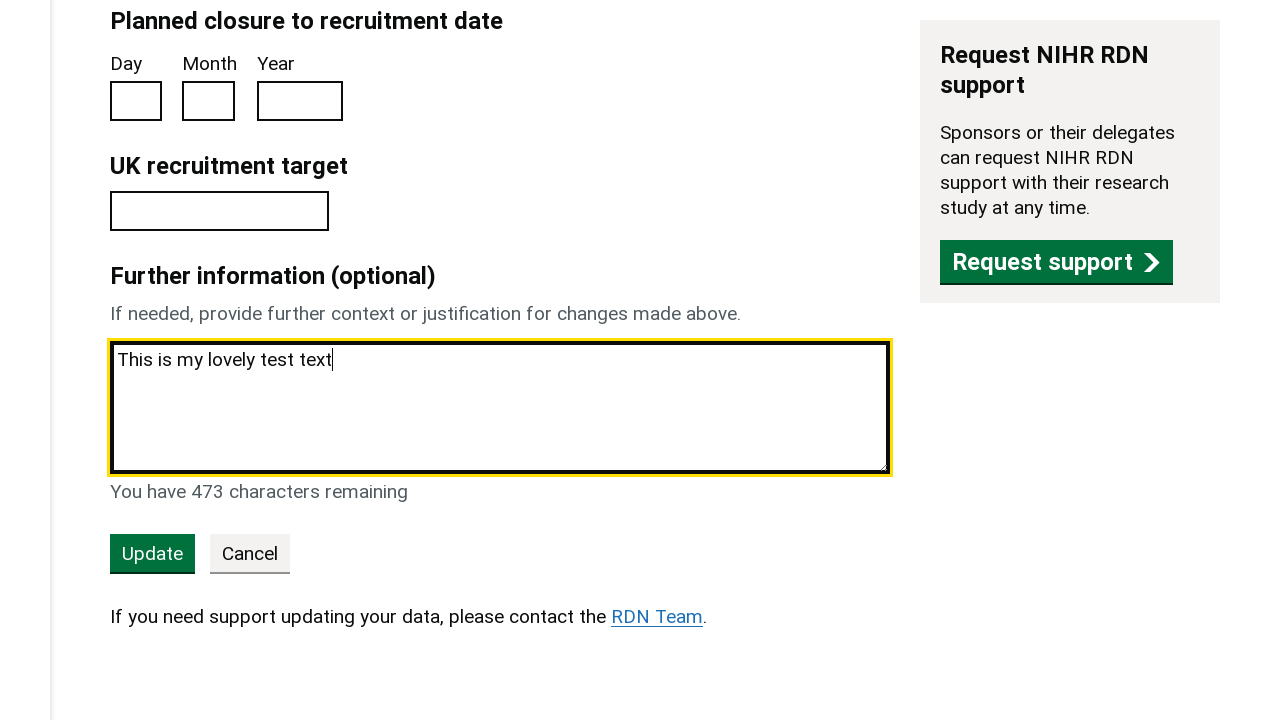 Planned closure to recruitment date
Day Month Year
UK recruitment target
Further information (optional)
If needed, provide further context or justification for changes made above.
This is my lovely test text
You have 473 characters remaining
Update Cancel
If you need support updating your data, please contact the RDN Team.
Request NIHR RDN
support
Sponsors or their delegates
can request NIHR RDN
support with their research
study at any time.
Request support